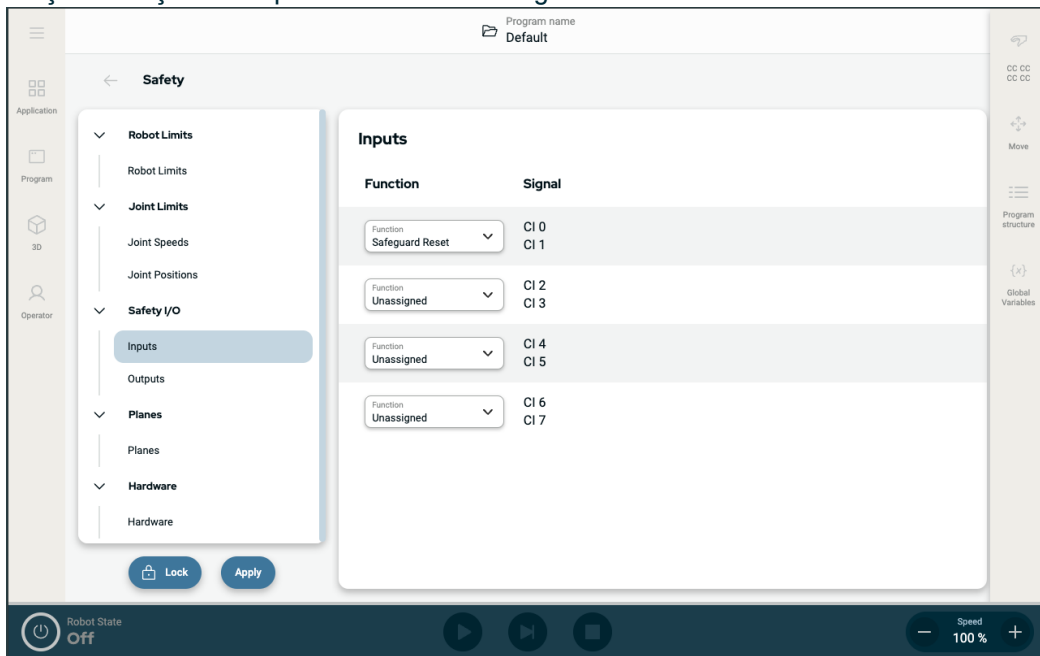 Program name
Default
Safety
Application
Program
3D
Operator
Robot Limits
Robot Limits
Joint Limits
Joint Speeds
Joint Positions
Safety I/O
Inputs
Outputs
Planes
Planes
Hardware
Hardware
Lock
Apply
Inputs
Function Signal
Function
Safeguard Reset
CI 0
CI 1
Function
Unassigned
CI 2
CI 3
Function
Unassigned
CI 4
CI 5
Function
Unassigned
CI 6
CI 7
CC CC
CC CC
Move
Program
structure
{x}
Global
Variables
Robot State
Off
Speed
100 %